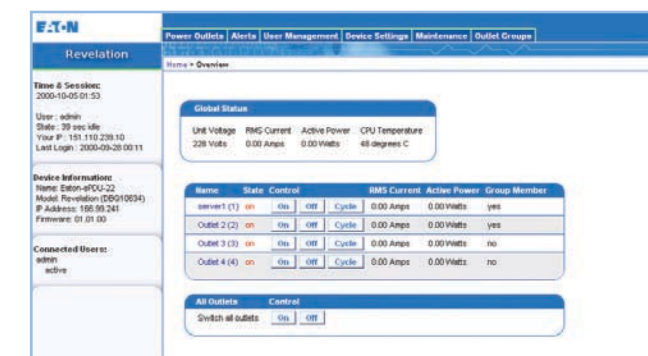 EATON
Revelation
Power Outlets Alerts User Management Device Settings Maintenance Outlet Groups
Home > Overview
Time & Session:
2000-10-05 01:53
User : admin
State : 39 sec idle
Your IP : 151.110.239.10
Last Login : 2000-09-28 00:11
Device Information:
Name: Eaton-ePDU-22
Model: Revelation (DBG10634)
IP Address: 166.99.241
Firmware: 01.01.00
Connected Users:
admin
active
Global Status
Unit Voltage RMS Current Active Power CPU Temperature
228 Volts 0.00 Amps 0.00 Watts 48 degrees C
Name State Control RMS Current Active Power Group Member
server1 (1) on On Off Cycle 0.00 Amps 0.00 Watts yes
Outlet 2 (2) on On Off Cycle 0.00 Amps 0.00 Watts yes
Outlet 3 (3) on On Off Cycle 0.00 Amps 0.00 Watts no
Outlet 4 (4) on On Off Cycle 0.00 Amps 0.00 Watts no
All Outlets Control
Switch all outlets On Off